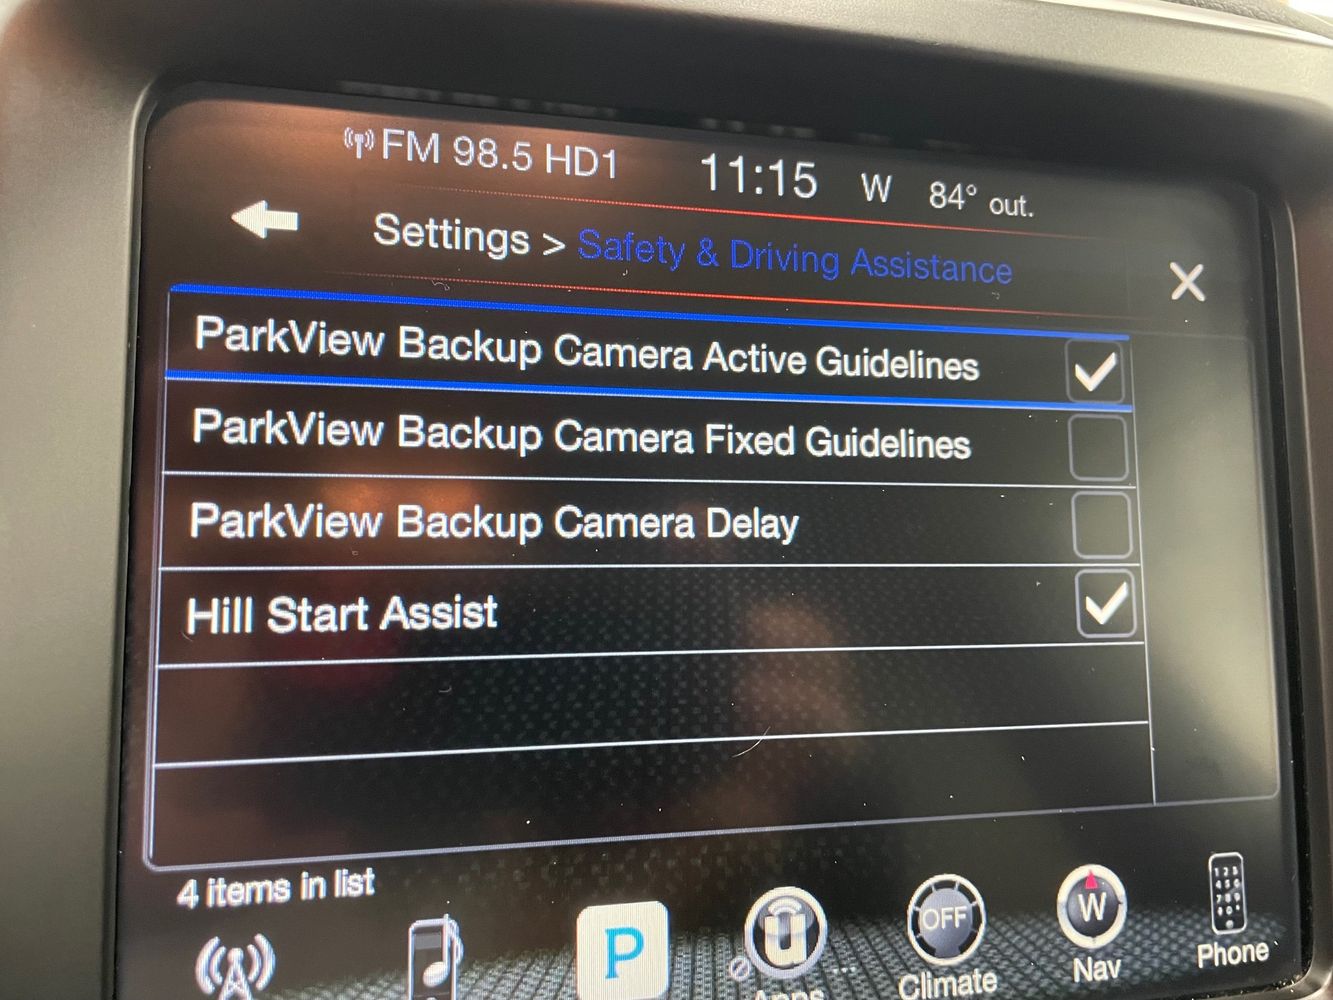 FM 98.5 HD1 11:15 W 84° out.
Settings > Safety & Driving Assistance
ParkView Backup Camera Active Guidelines
ParkView Backup Camera Fixed Guidelines
ParkView Backup Camera Delay
Hill Start Assist
4 items in list
P
u
Apps
OFF
Climate
W
Nav
Phone